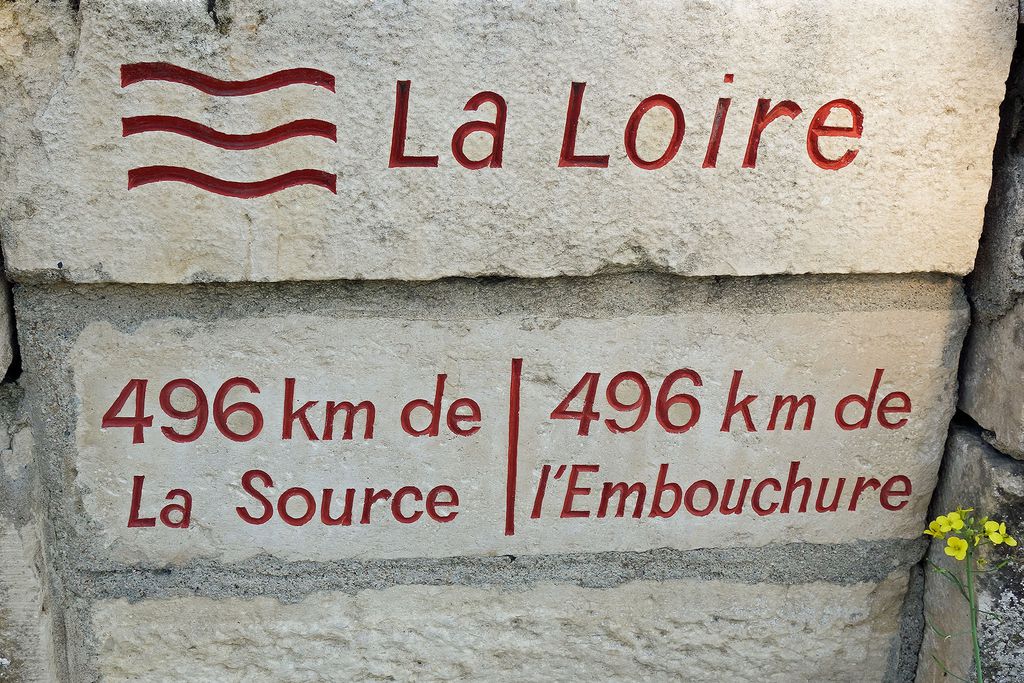 La Loire
496 km de
La Source
496 km de
l'Embouchure